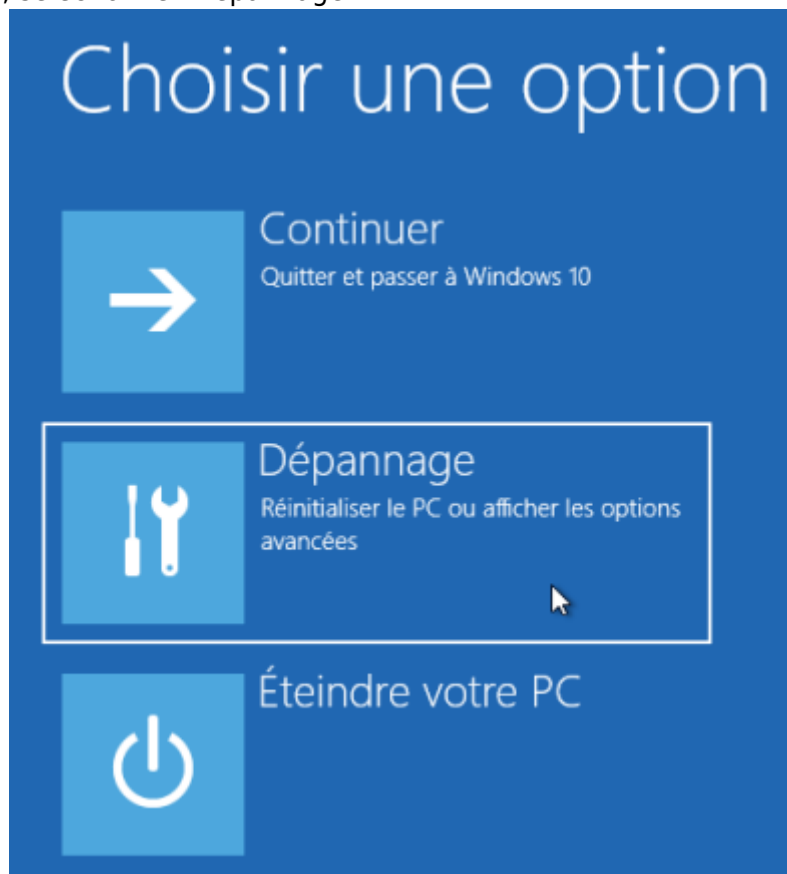 Choisir une option
Continuer
Quitter et passer à Windows 10
Dépannage
Réinitialiser le PC ou afficher les options
avancées
Éteindre votre PC